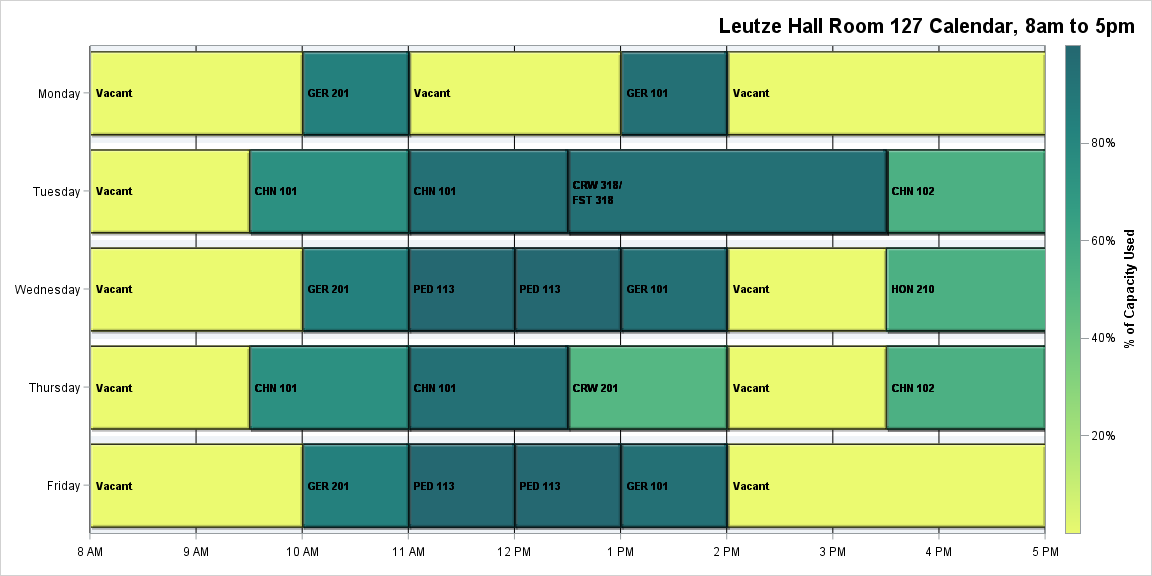 Leutze Hall Room 127 Calendar, 8am to 5pm
Monday
Vacant
GER 201
Vacant
GER 101
Vacant
Tuesday
Vacant
CHN 101
CHN 101
CRW 318/
FST 318
CHN 102
Wednesday
Vacant
GER 201
PED 113
PED 113
GER 101
Vacant
HON 210
Thursday
Vacant
CHN 101
CHN 101
CRW 201
Vacant
CHN 102
Friday
Vacant
GER 201
PED 113
PED 113
GER 101
Vacant
8 AM
9 AM
10 AM
11 AM
12 PM
1 PM
2 PM
3 PM
4 PM
5 PM
80%
60%
40%
20%
% of Capacity Used